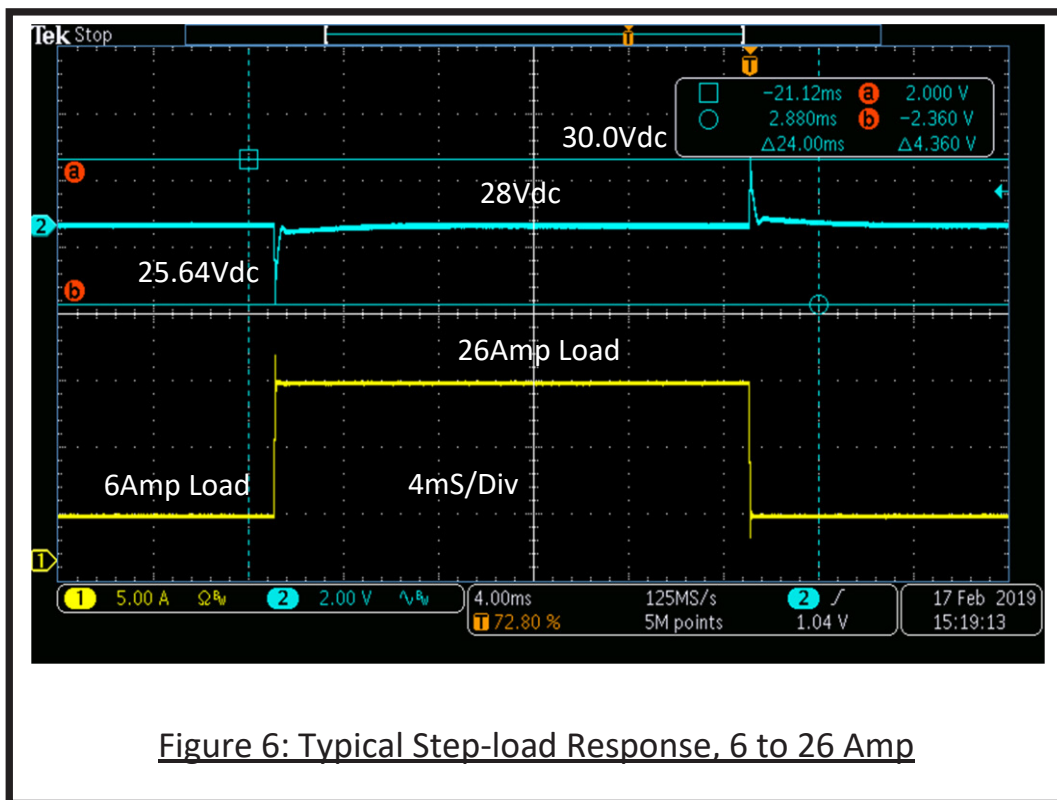 Tek Stop
T
T
−21.12ms a 2.000 V
2.880ms b −2.360 V
Δ24.00ms Δ4.360 V
30.0Vdc
a
28Vdc
2
25.64Vdc
b
26Amp Load
6Amp Load 4mS/Div
1
1 5.00 A ΩBW 2 2.00 V BW 4.00ms 125MS/s 2 17 Feb 2019
T 72.80 % 5M points 1.04 V 15:19:13
Figure 6: Typical Step-load Response, 6 to 26 Amp